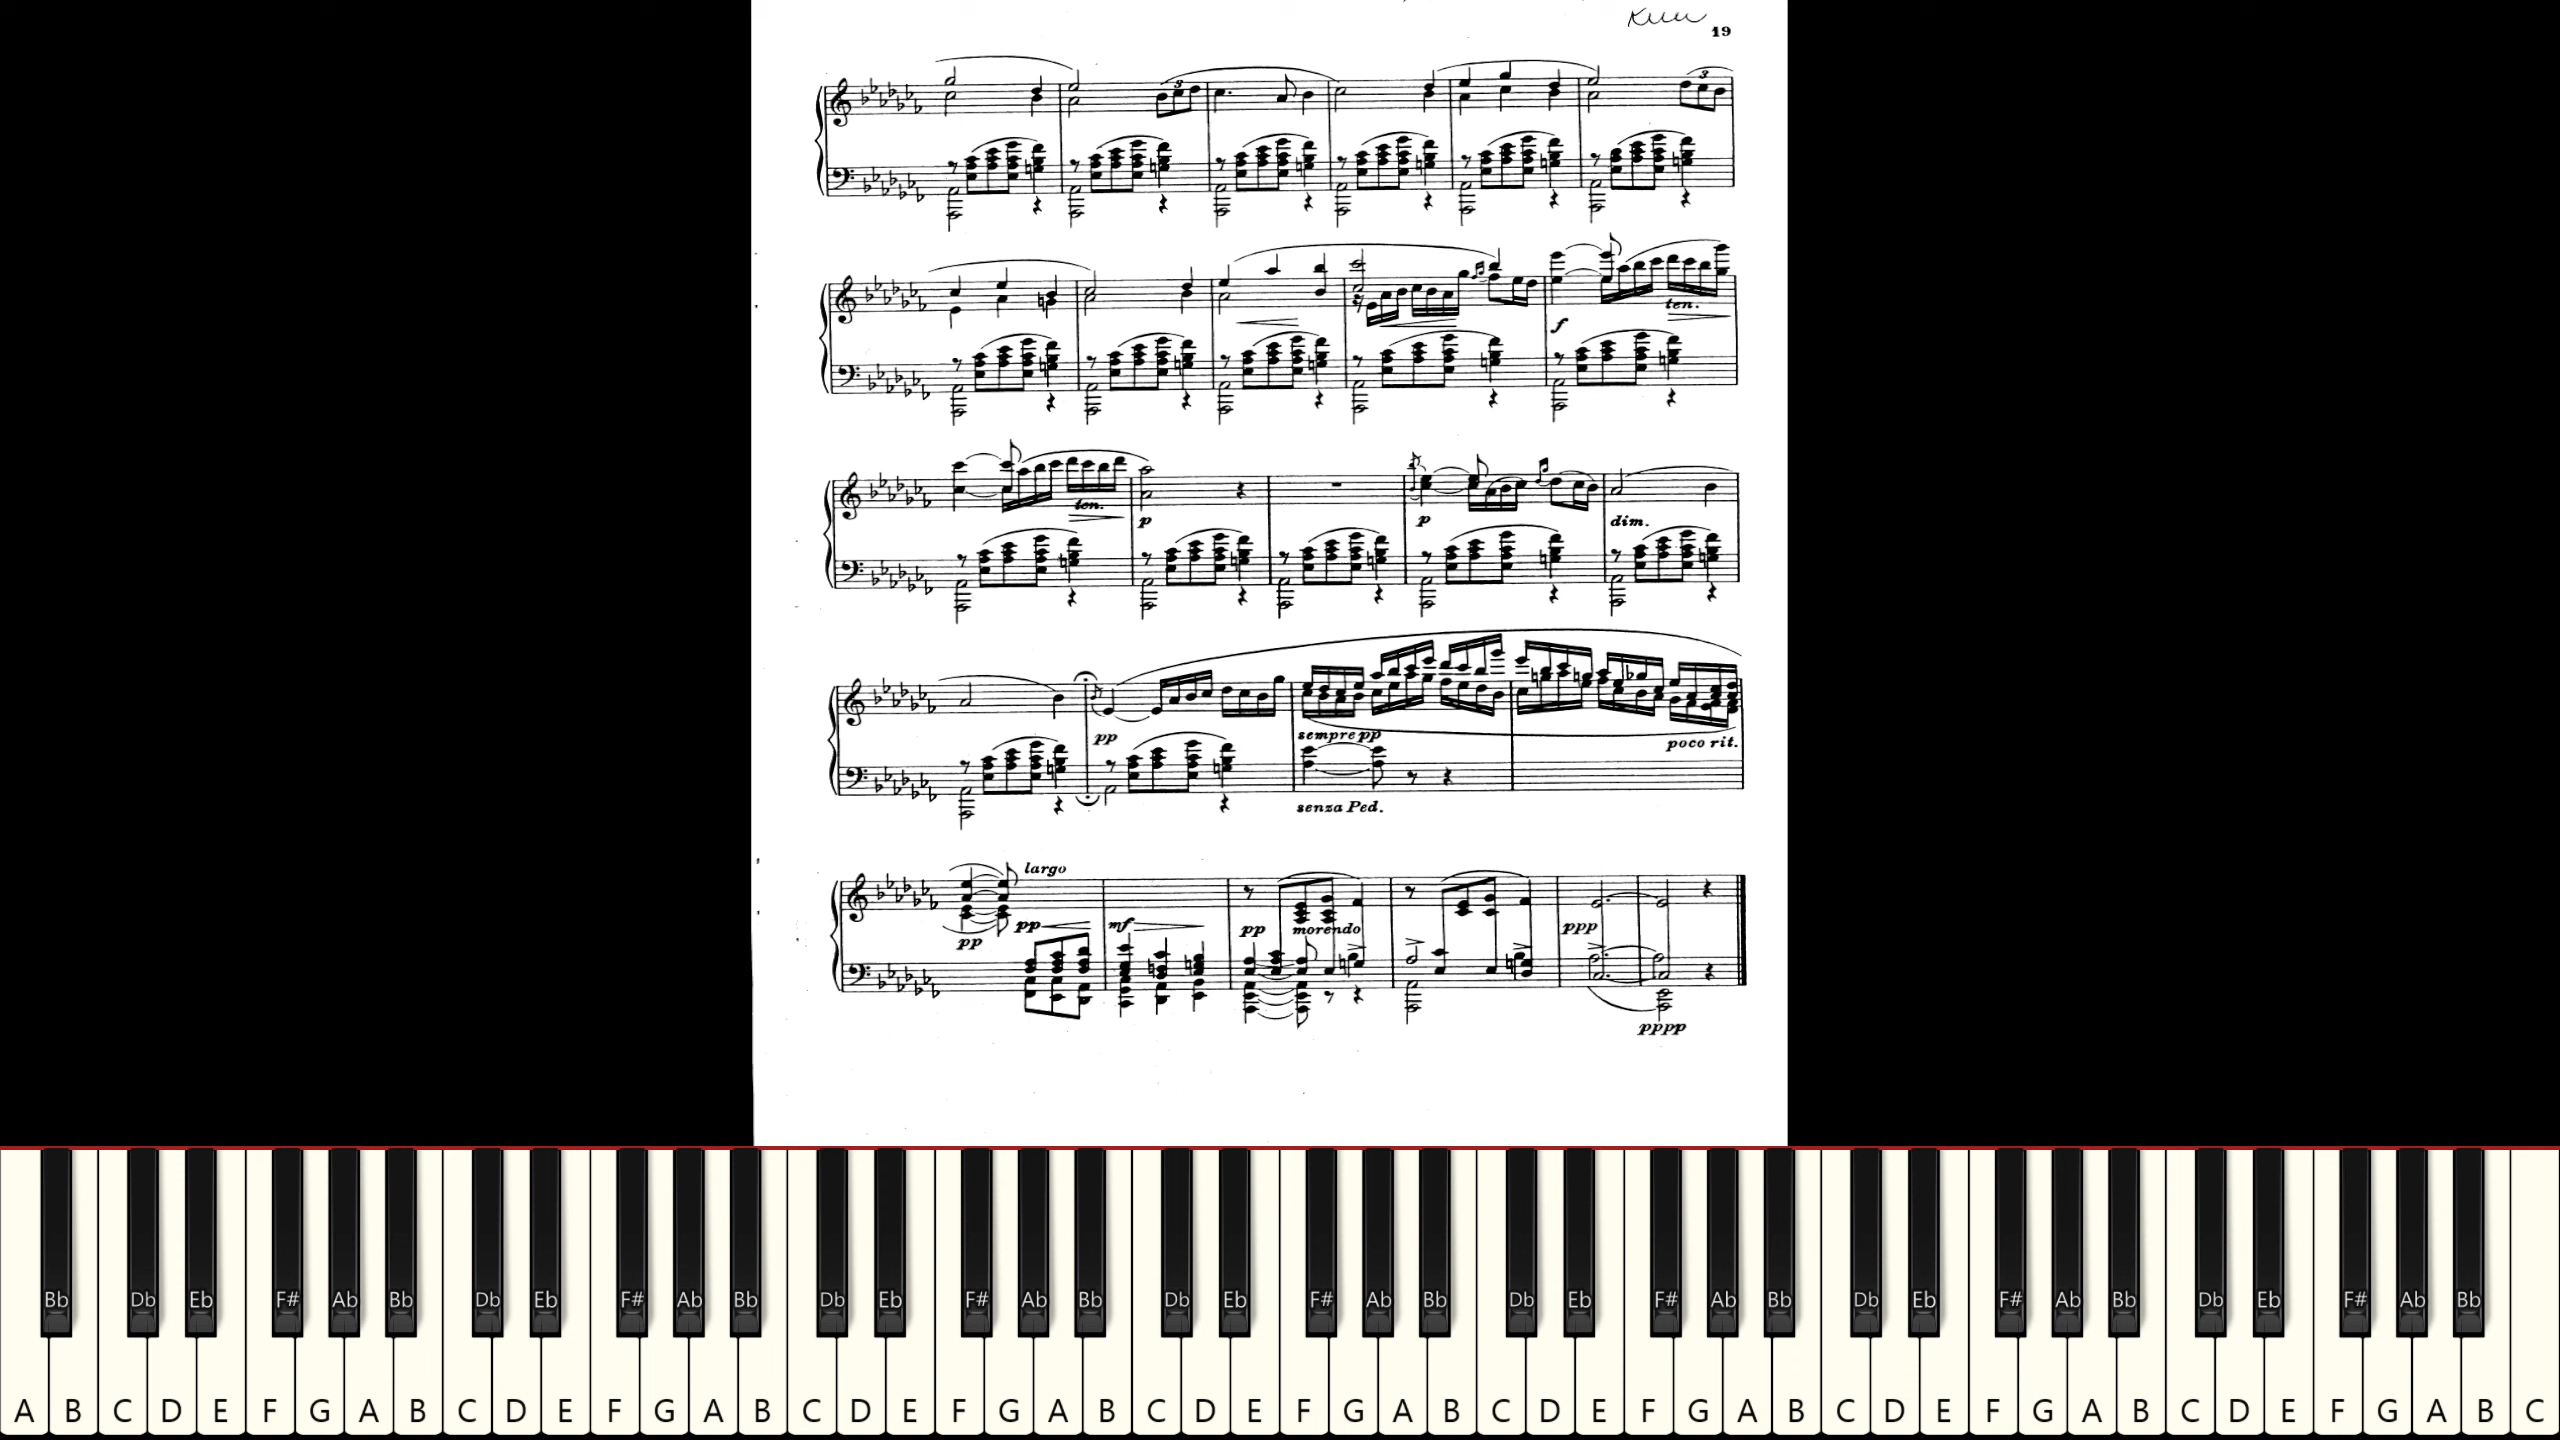 19
3
3
f
ten.
ten.
p
p
dim.
pp
sempre pp
poco rit.
senza Ped.
largo
pp
pp
mf
pp
morendo
ppp
pppp
Bb Db Eb F# Ab Bb Db Eb F# Ab Bb Db Eb F# Ab Bb Db Eb F# Ab Bb Db Eb F# Ab Bb Db Eb F# Ab Bb Db Eb F# Ab Bb
A B C D E F G A B C D E F G A B C D E F G A B C D E F G A B C D E F G A B C D E F G A B C D E F G A B C